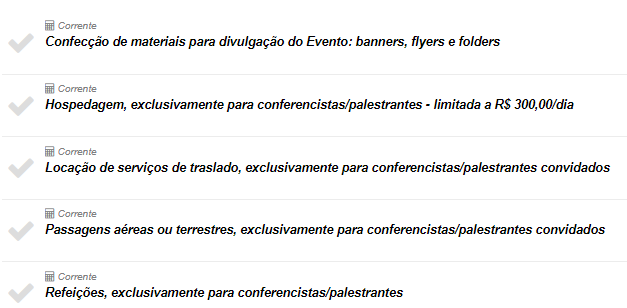 Corrente
Confecção de materiais para divulgação do Evento: banners, flyers e folders
Corrente
Hospedagem, exclusivamente para conferencistas/palestrantes - limitada a R$ 300,00/dia
Corrente
Locação de serviços de traslado, exclusivamente para conferencistas/palestrantes convidados
Corrente
Passagens aéreas ou terrestres, exclusivamente para conferencistas/palestrantes convidados
Corrente
Refeições, exclusivamente para conferencistas/palestrantes